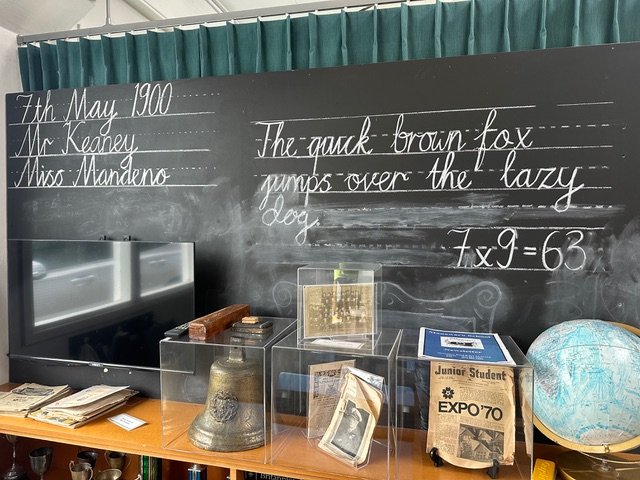 7th May 1900
Mr Keaney
Miss Mandeno
The quick brown fox
jumps over the lazy
dog.
7x9=63
Junior Student
EXPO'70